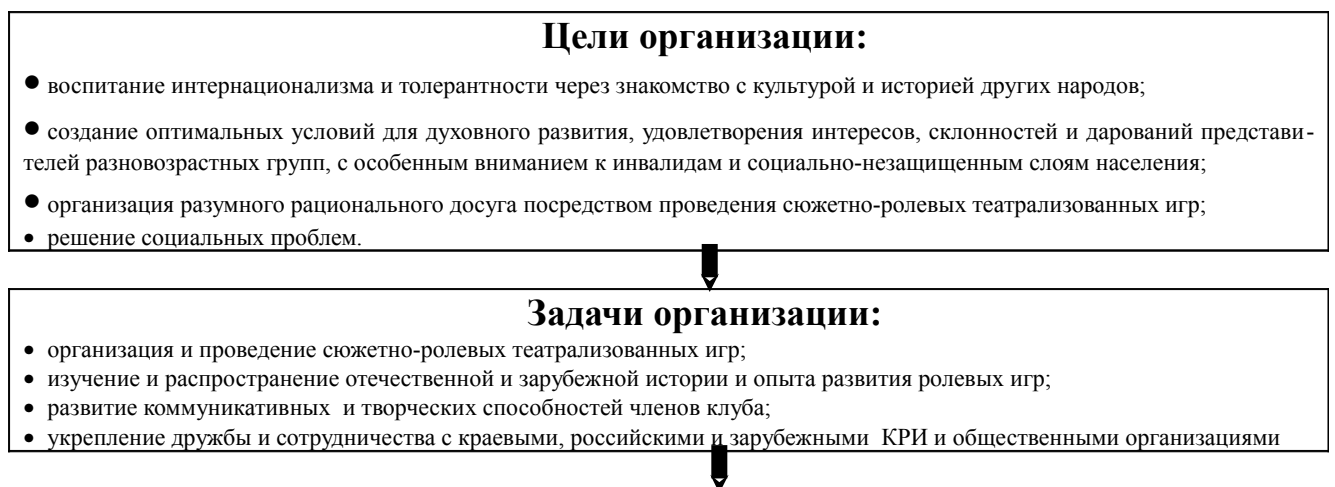 Цели организации:
● воспитание интернационализма и толерантности через знакомство с культурой и историей других народов;
● создание оптимальных условий для духовного развития, удовлетворения интересов, склонностей и дарований представи-
телей разновозрастных групп, с особенным вниманием к инвалидам и социально-незащищенным слоям населения;
● организация разумного рационального досуга посредством проведения сюжетно-ролевых театрализованных игр;
• решение социальных проблем.
Задачи организации:
• организация и проведение сюжетно-ролевых театрализованных игр;
• изучение и распространение отечественной и зарубежной истории и опыта развития ролевых игр;
• развитие коммуникативных и творческих способностей членов клуба;
• укрепление дружбы и сотрудничества с краевыми, российскими и зарубежными КРИ и общественными организациями